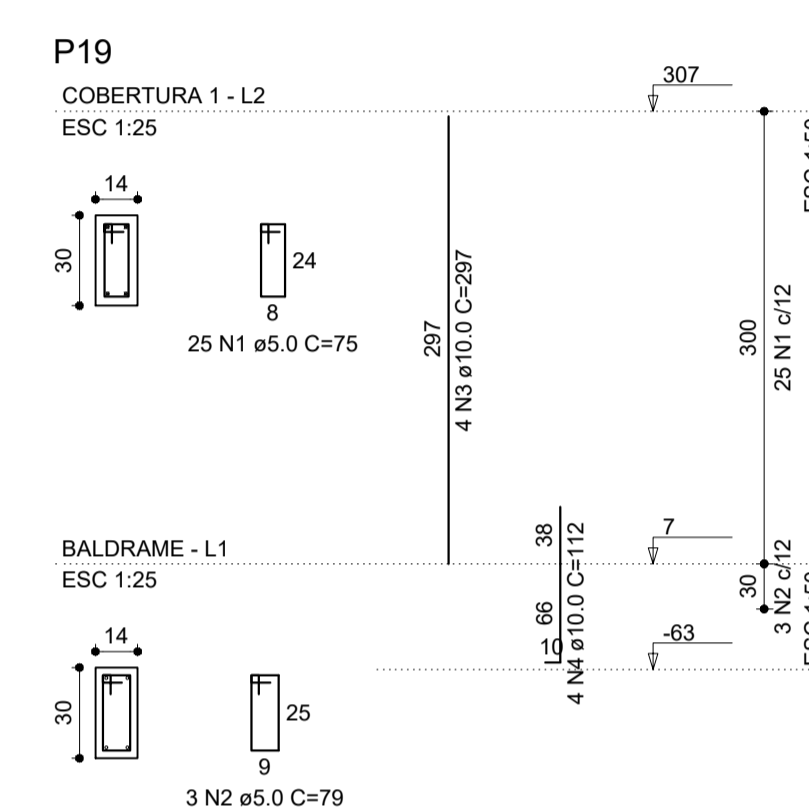 P19
COBERTURA 1 - L2
ESC 1:25
307
14
30
24
8
25 N1 ø5.0 C=75
297
4 N3 ø10.0 C=297
300
25 N1 c/12
BALDRAME - L1
ESC 1:25
7
38
66
10
4 N4 ø10.0 C=112
30
3 N2 c/12
-63
14
30
25
9
3 N2 ø5.0 C=79